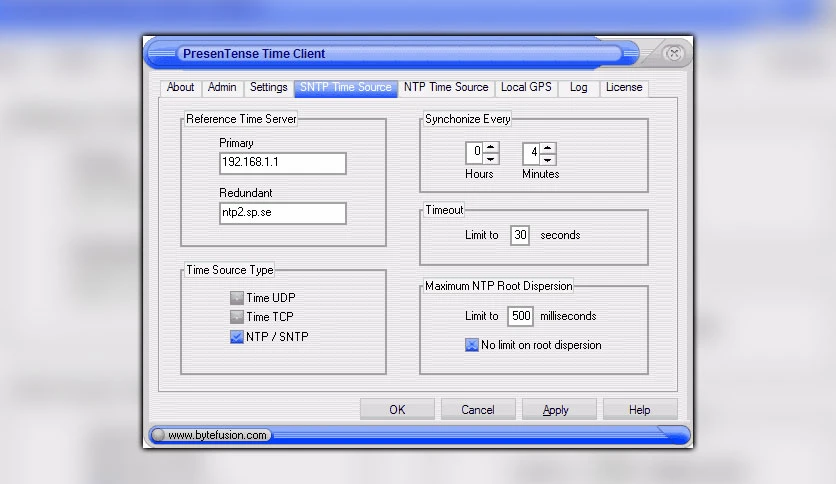 PresenTense Time Client
About Admin Settings SNTP Time Source NTP Time Source Local GPS Log License
Reference Time Server
Primary
192.168.1.1
Redundant
ntp2.sp.se
Time Source Type
Time UDP
Time TCP
NTP / SNTP
Synchonize Every
0 4
Hours Minutes
Timeout
Limit to 30 seconds
Maximum NTP Root Dispersion
Limit to 500 milliseconds
No limit on root dispersion
OK Cancel Apply Help
www.bytefusion.com